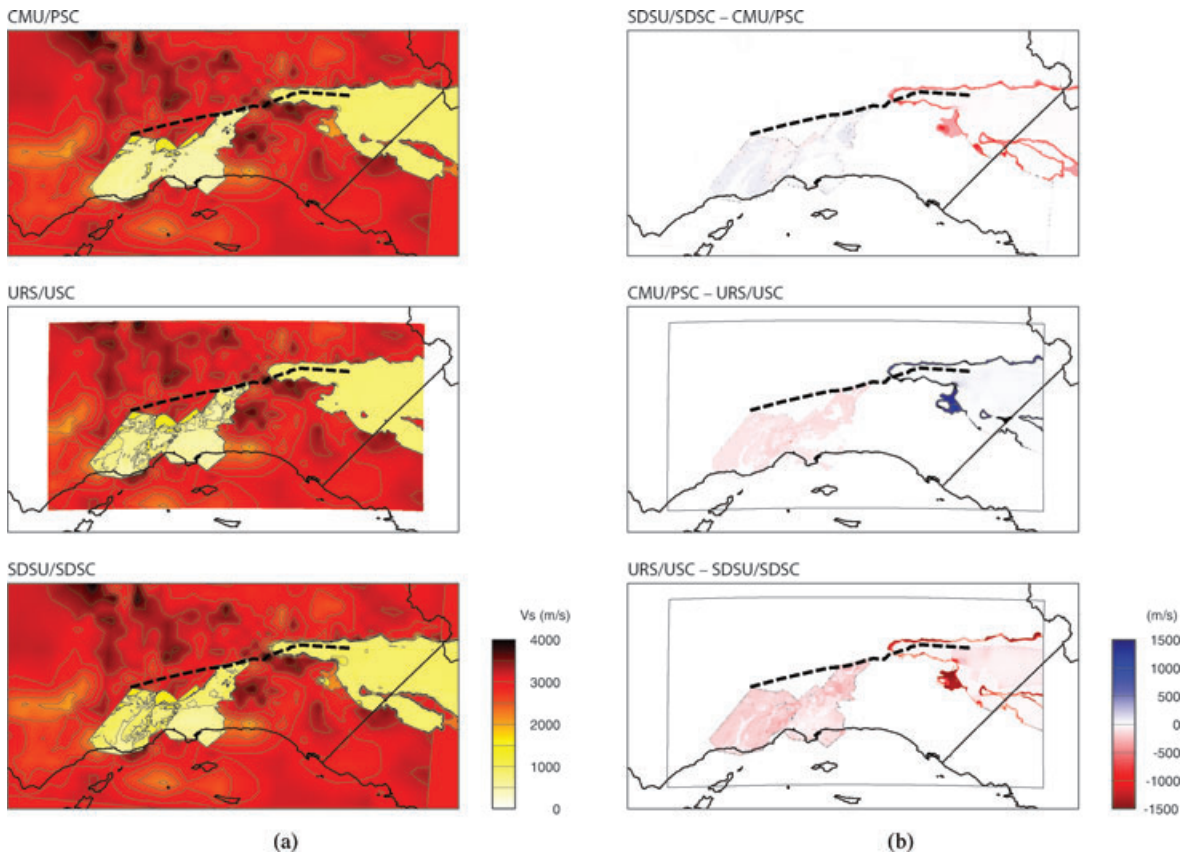 CMU/PSC
SDSU/SDSC – CMU/PSC
URS/USC
CMU/PSC – URS/USC
SDSU/SDSC
Vs (m/s)
4000
3000
2000
1000
0
URS/USC – SDSU/SDSC
(m/s)
1500
1000
500
0
-500
-1000
-1500
(a)
(b)